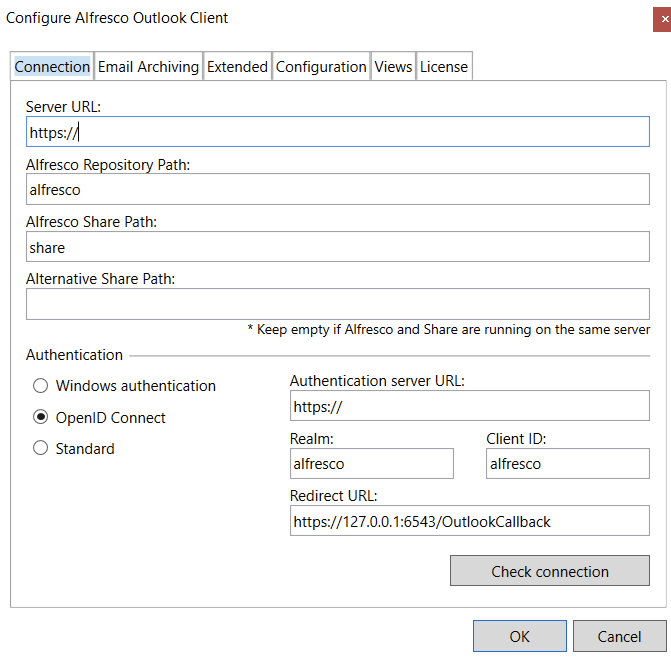 Configure Alfresco Outlook Client
Connection Email Archiving Extended Configuration Views License
Server URL:
https://
Alfresco Repository Path:
alfresco
Alfresco Share Path:
share
Alternative Share Path:
* Keep empty if Alfresco and Share are running on the same server
Authentication
Windows authentication
OpenID Connect
Standard
Authentication server URL:
https://
Realm: Client ID:
alfresco alfresco
Redirect URL:
https://127.0.0.1:6543/OutlookCallback
Check connection
OK Cancel